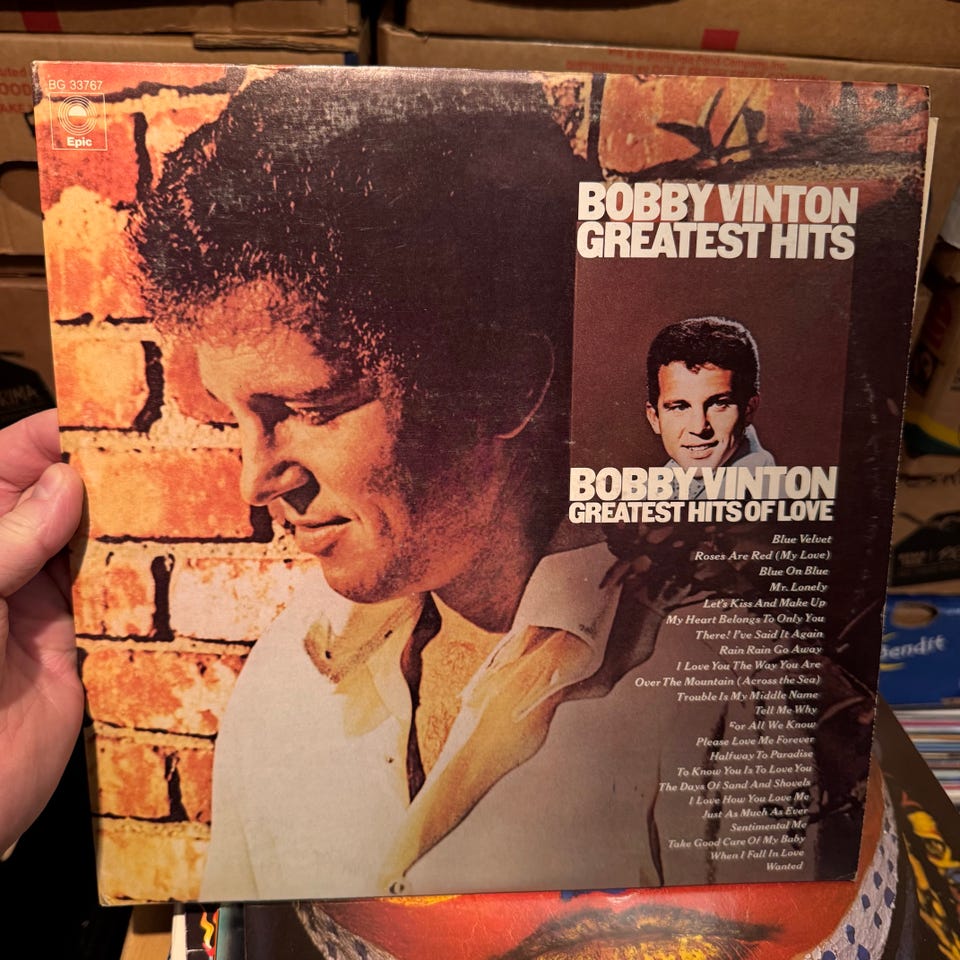 BG 33767
Epic
BOBBY VINTON
GREATEST HITS
BOBBY VINTON
GREATEST HITS OF LOVE
Blue Velvet
Roses Are Red (My Love)
Blue On Blue
Mr. Lonely
Let's Kiss And Make Up
My Heart Belongs To Only You
There! I've Said It Again
Rain Rain Go Away
I Love You The Way You Are
Over The Mountain (Across the Sea)
Trouble Is My Middle Name
Tell Me Why
For All We Know
Please Love Me Forever
Halfway To Paradise
To Know You Is To Love You
The Days Of Sand And Shovels
I Love How You Love Me
Just As Much As Ever
Sentimental Me
Take Good Care Of My Baby
When I Fall In Love
Wanted